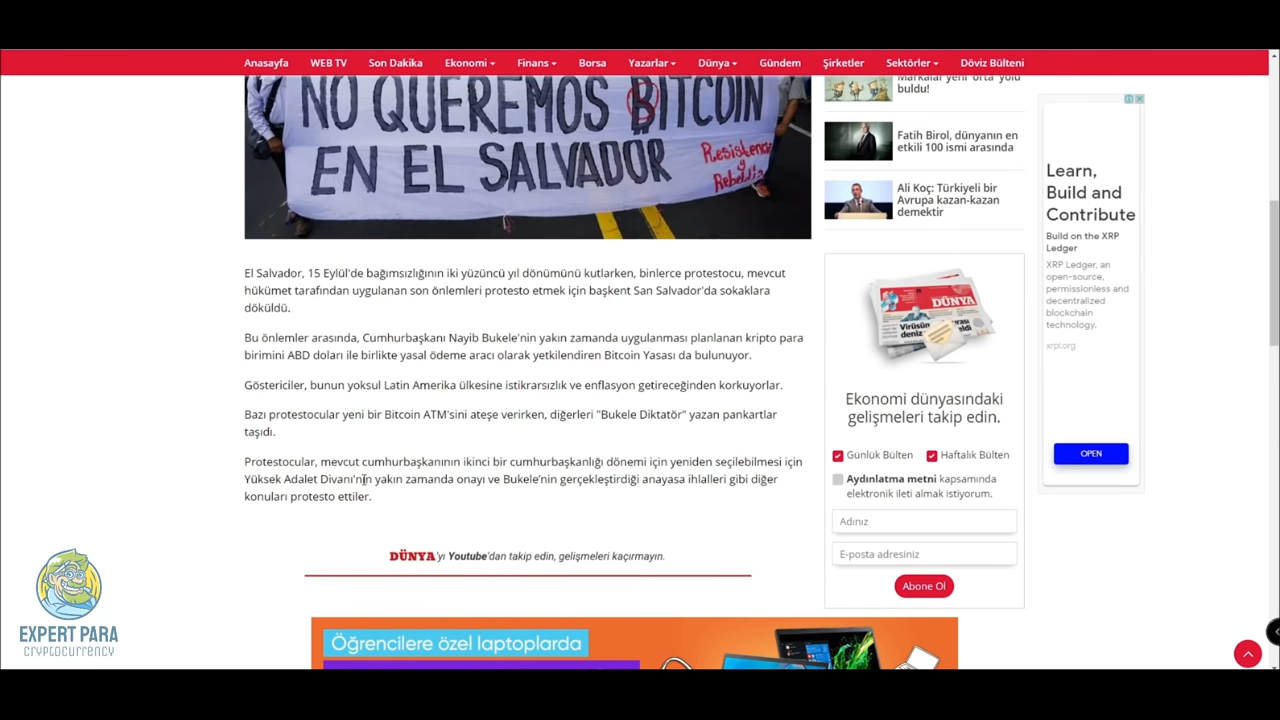 Anasayfa WEB TV Son Dakika Ekonomi Finans Borsa Yazarlar Dünya Gündem Şirketler Sektörler Döviz Bülteni
NO QUEREMOS BITCOIN
EN EL SALVADOR
Resistencia
y
Rebeldía
Markalar yeni 'orta' yolu
buldu!
Fatih Birol, dünyanın en
etkili 100 ismi arasında
Ali Koç: Türkiyeli bir
Avrupa kazan-kazan
demektir
El Salvador, 15 Eylül'de bağımsızlığının iki yüzüncü yıl dönümünü kutlarken, binlerce protestocu, mevcut
hükümet tarafından uygulanan son önlemleri protesto etmek için başkent San Salvador'da sokaklara
döküldü.
Bu önlemler arasında, Cumhurbaşkanı Nayib Bukele'nin yakın zamanda uygulanması planlanan kripto para
birimini ABD doları ile birlikte yasal ödeme aracı olarak yetkilendiren Bitcoin Yasası da bulunuyor.
Göstericiler, bunun yoksul Latin Amerika ülkesine istikrarsızlık ve enflasyon getireceğinden korkuyorlar.
Bazı protestocular yeni bir Bitcoin ATM'sini ateşe verirken, diğerleri "Bukele Diktatör" yazan pankartlar
taşıdı.
Protestocular, mevcut cumhurbaşkanının ikinci bir cumhurbaşkanlığı dönemi için yeniden seçilebilmesi için
Yüksek Adalet Divanı'nın yakın zamanda onayı ve Bukele'nin gerçekleştirdiği anayasa ihlalleri gibi diğer
konuları protesto ettiler.
DÜNYA'yı Youtube'dan takip edin, gelişmeleri kaçırmayın.
Öğrencilere özel laptoplarda
DÜNYA
Ekonomi dünyasındaki
gelişmeleri takip edin.
Günlük Bülten Haftalık Bülten
Aydınlatma metni kapsamında
elektronik ileti almak istiyorum.
Adınız
E-posta adresiniz
Abone Ol
Learn,
Build and
Contribute
Build on the XRP
Ledger
XRP Ledger, an
open-source,
permissionless and
decentralized
blockchain
technology.
xrpl.org
OPEN
EXPERT PARA
CRYPTOCURRENCY